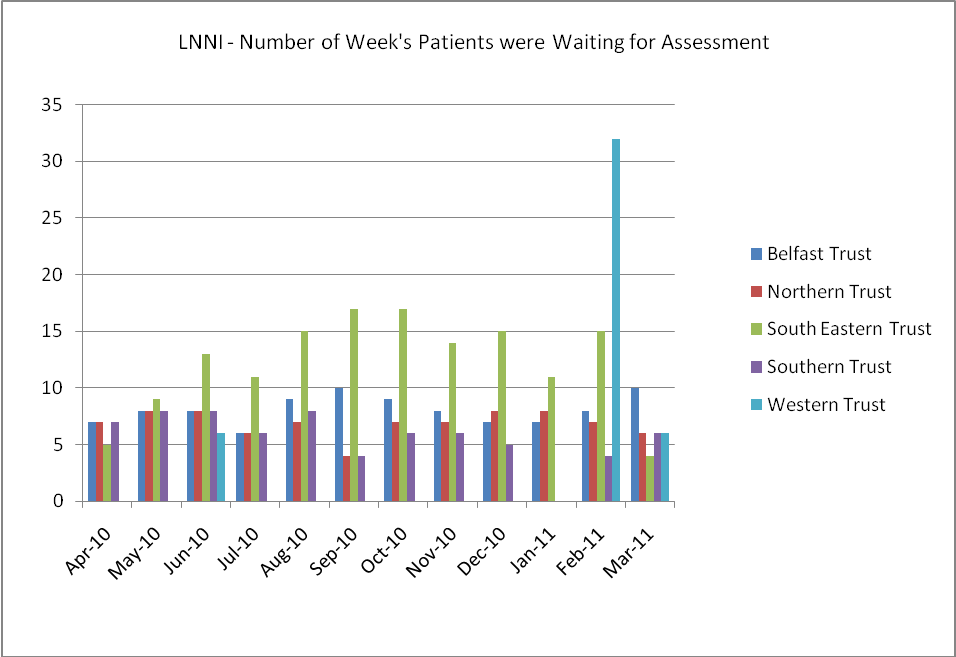 LNNI - Number of Week's Patients were Waiting for Assessment
35
30
25
20
15
10
5
0
Apr-10
May-10
Jun-10
Jul-10
Aug-10
Sep-10
Oct-10
Nov-10
Dec-10
Jan-11
Feb-11
Mar-11
Belfast Trust
Northern Trust
South Eastern Trust
Southern Trust
Western Trust